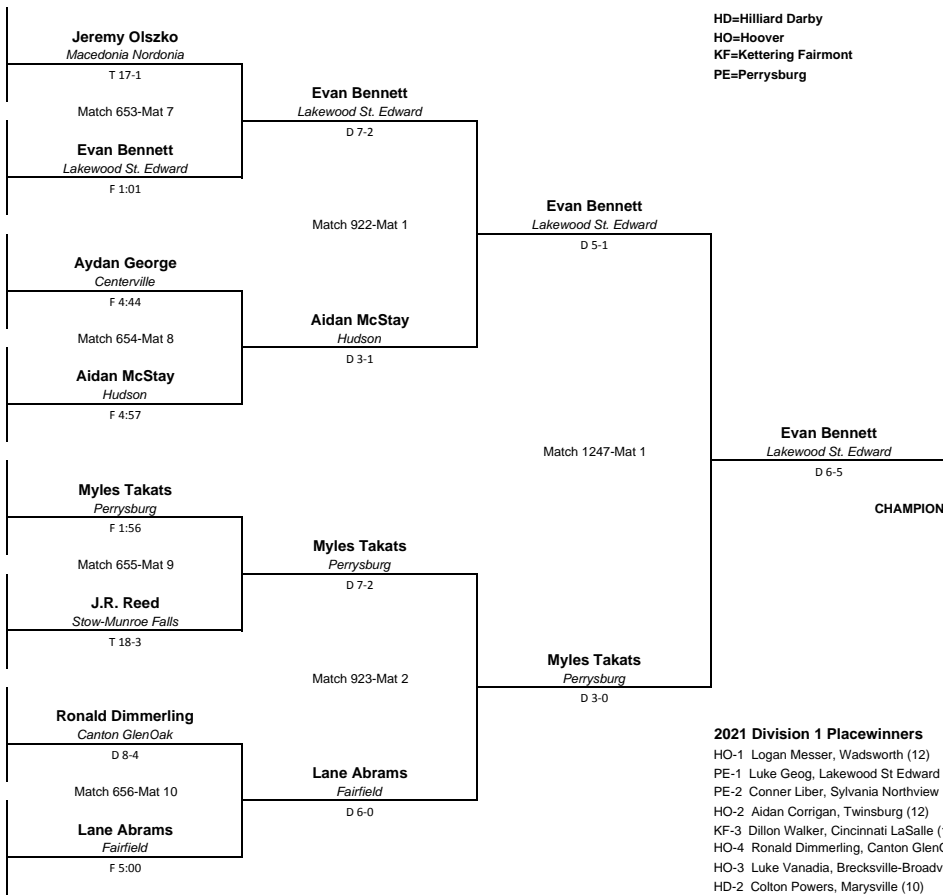 HD=Hilliard Darby
HO=Hoover
KF=Kettering Fairmont
PE=Perrysburg
Jeremy Olszko
Macedonia Nordonia
T 17-1
Match 653-Mat 7
Evan Bennett
Lakewood St. Edward
F 1:01
Evan Bennett
Lakewood St. Edward
D 7-2
Match 922-Mat 1
Aydan George
Centerville
F 4:44
Match 654-Mat 8
Aidan McStay
Hudson
F 4:57
Aidan McStay
Hudson
D 3-1
Evan Bennett
Lakewood St. Edward
D 5-1
Match 1247-Mat 1
Evan Bennett
Lakewood St. Edward
D 6-5
CHAMPION
Myles Takats
Perrysburg
F 1:56
Match 655-Mat 9
J.R. Reed
Stow-Munroe Falls
T 18-3
Myles Takats
Perrysburg
D 7-2
Match 923-Mat 2
Myles Takats
Perrysburg
D 3-0
Ronald Dimmerling
Canton GlenOak
D 8-4
Match 656-Mat 10
Lane Abrams
Fairfield
F 5:00
Lane Abrams
Fairfield
D 6-0
2021 Division 1 Placewinners
HO-1 Logan Messer, Wadsworth (12)
PE-1 Luke Geog, Lakewood St Edward
PE-2 Conner Liber, Sylvania Northview
HO-2 Aidan Corrigan, Twinsburg (12)
KF-3 Dillon Walker, Cincinnati LaSalle
HO-4 Ronald Dimmerling, Canton
HO-3 Luke Vanadia,
HD-2 Colton Powers, Marysville (10)